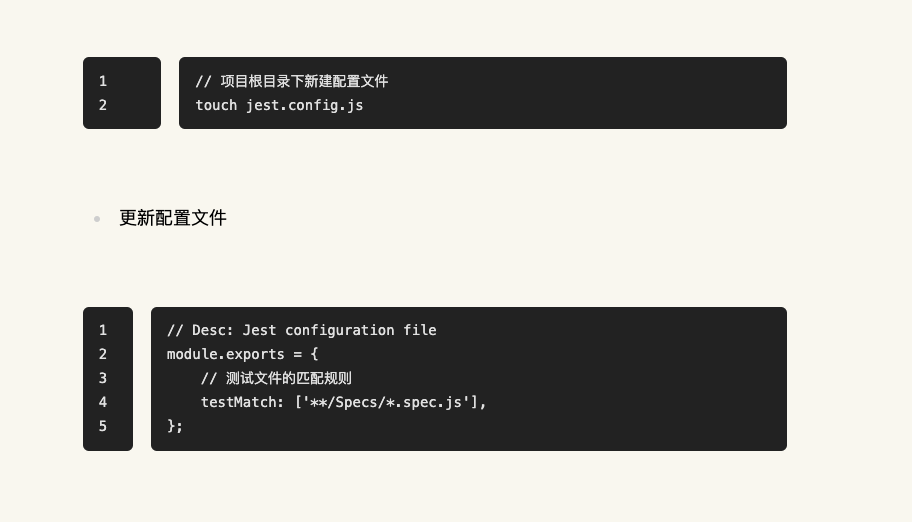 1 // 项目根目录下新建配置文件
2 touch jest.config.js
更新配置文件
1 // Desc: Jest configuration file
2 module.exports = {
3     // 测试文件的匹配规则
4     testMatch: ['**/Specs/*.spec.js'],
5 };